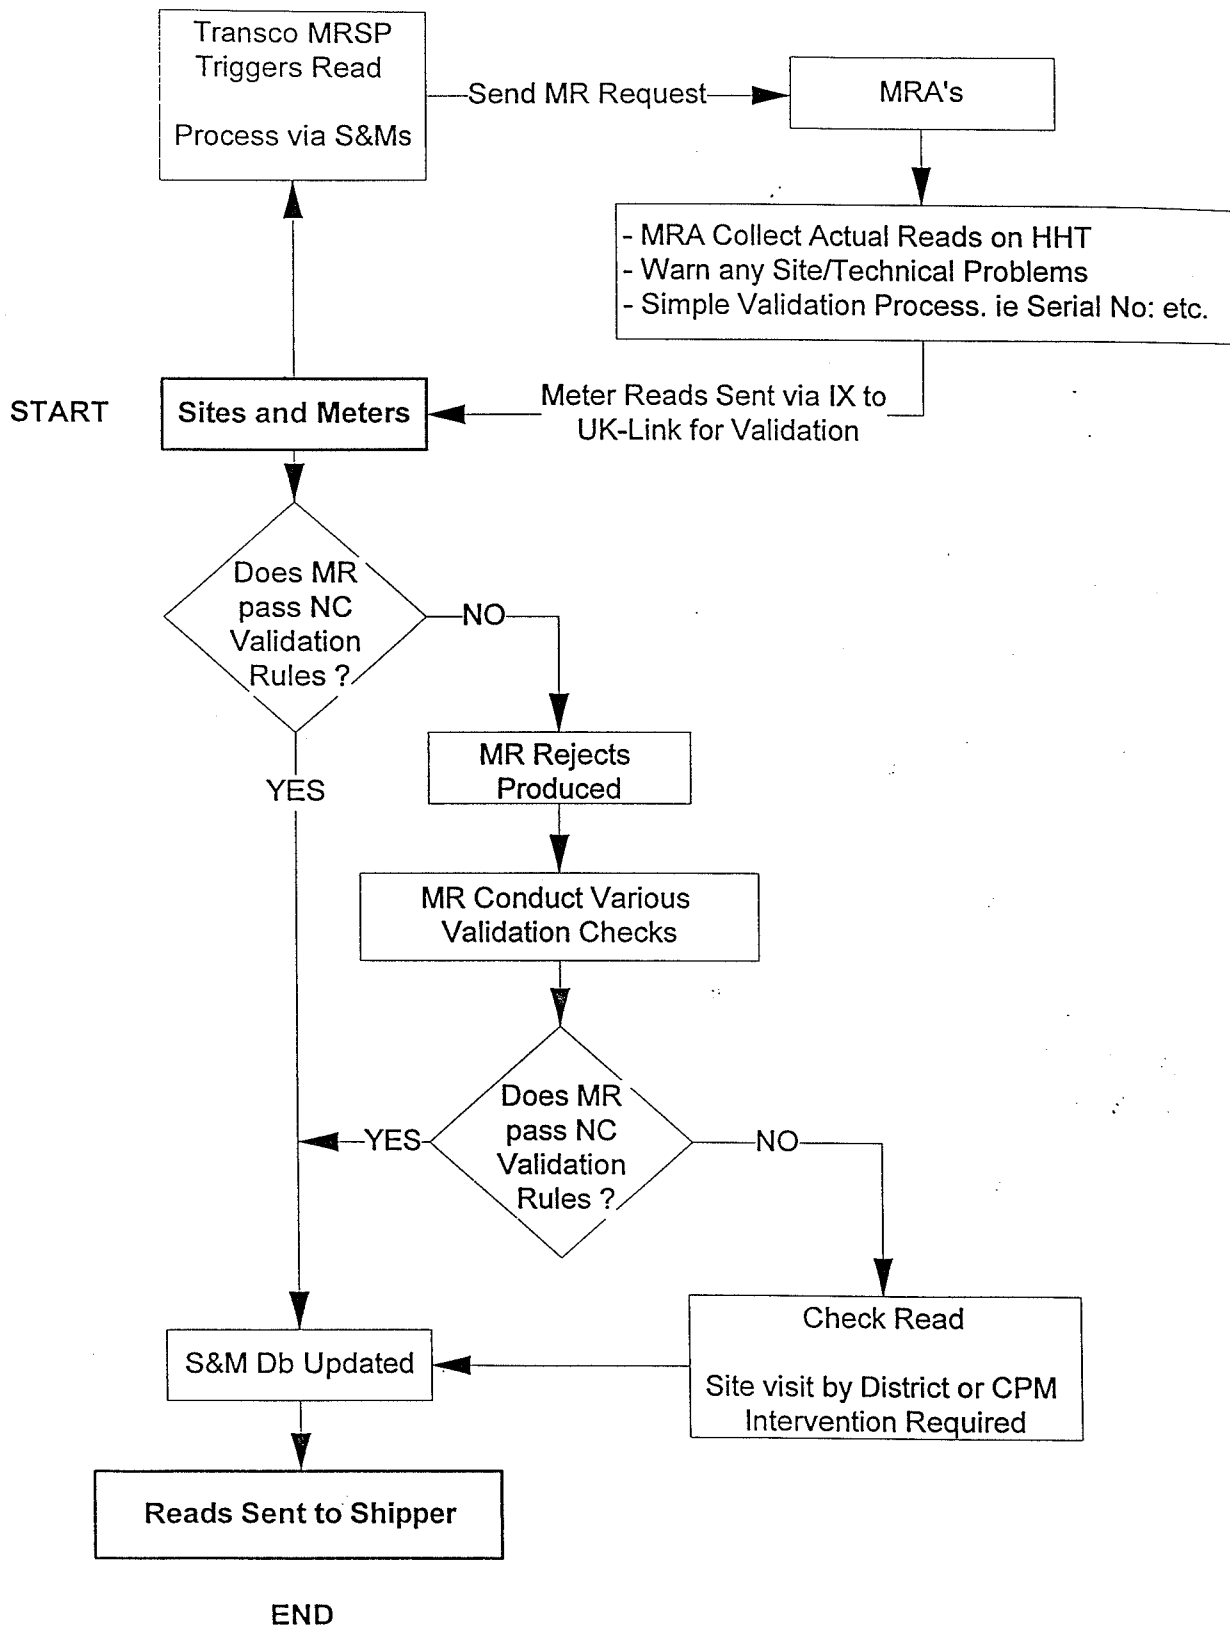 Transco MRSP
Triggers Read
Process via S&Ms
Send MR Request
MRA's
- MRA Collect Actual Reads on HHT
- Warn any Site/Technical Problems
- Simple Validation Process. ie Serial No: etc.
START
Sites and Meters
Meter Reads Sent via IX to
UK-Link for Validation
Does MR
pass NC
Validation
Rules ?
NO
YES
MR Rejects
Produced
MR Conduct Various
Validation Checks
Does MR
pass NC
Validation
Rules ?
YES
NO
Check Read
Site visit by District or CPM
Intervention Required
S&M Db Updated
Reads Sent to Shipper
END